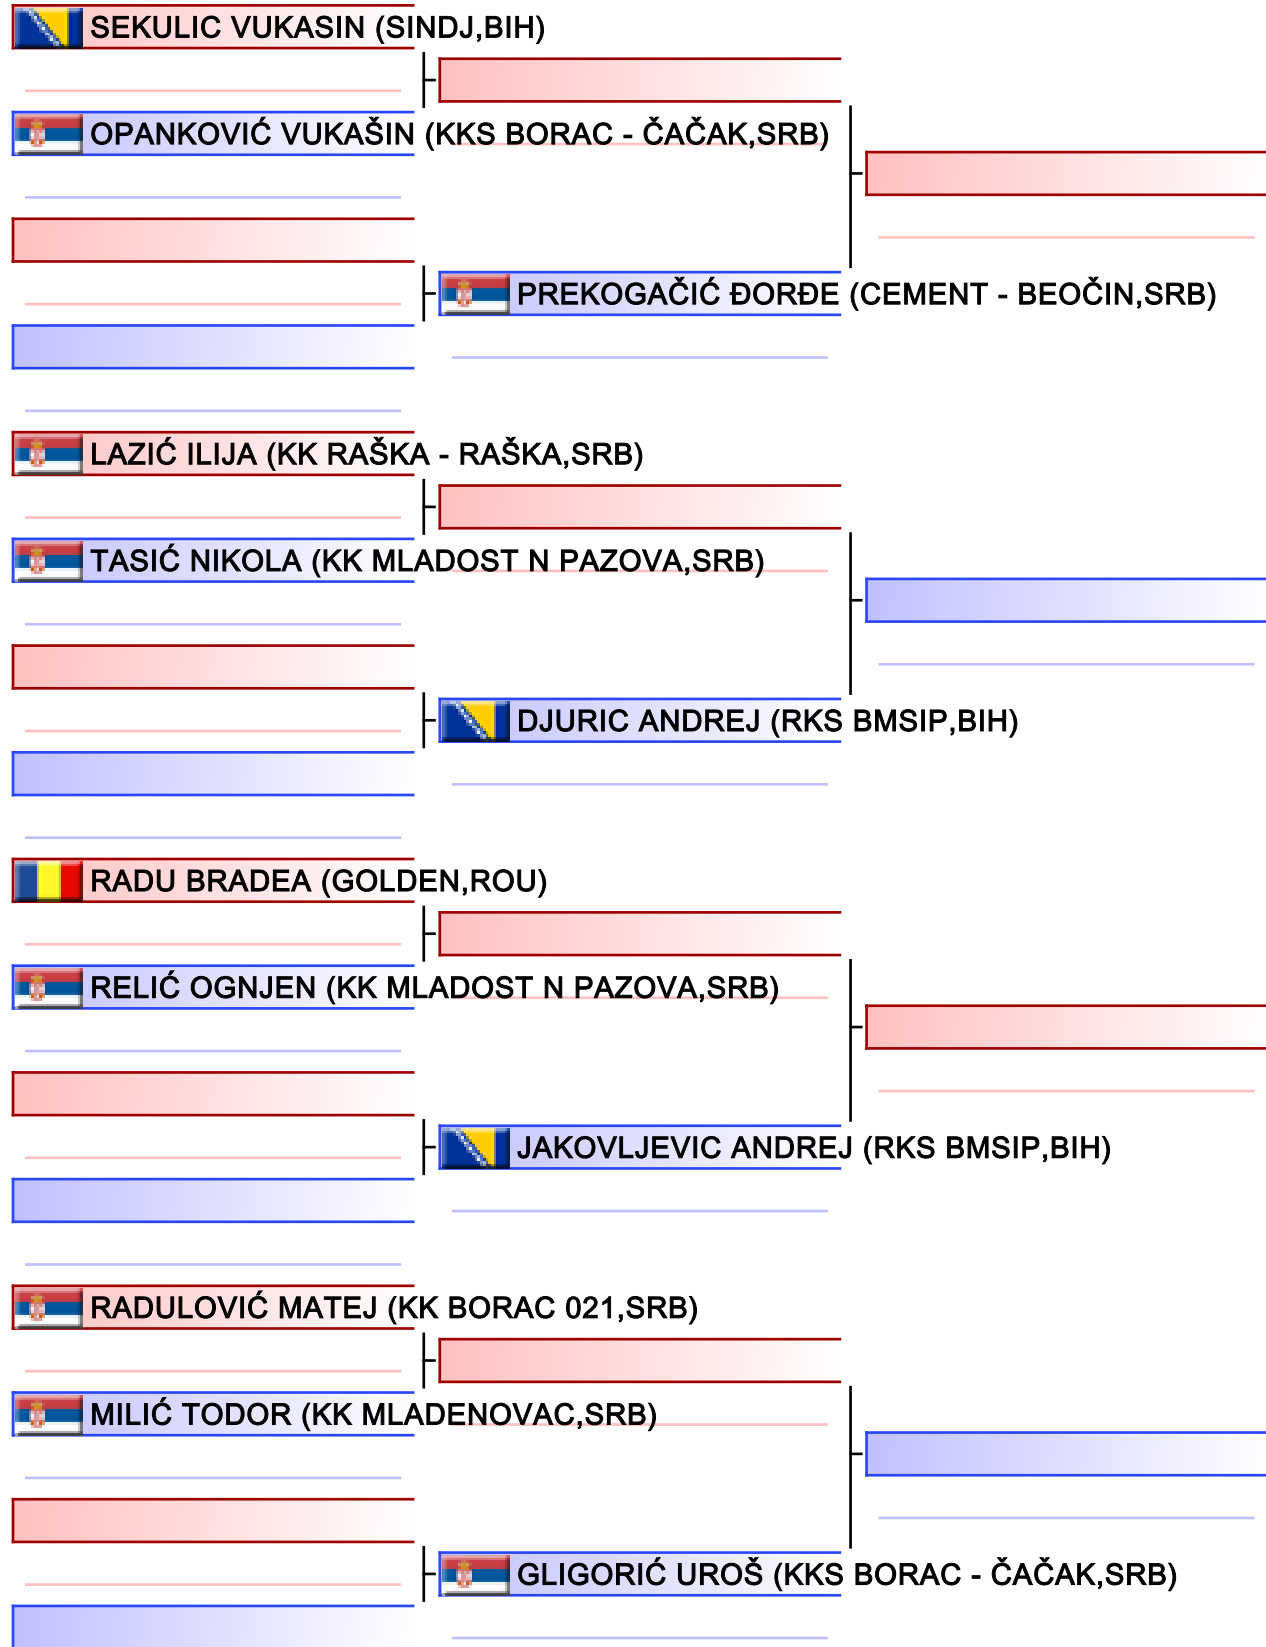 SEKULIC VUKASIN (SINDJ,BIH)
OPANKOVIĆ VUKAŠIN (KKS BORAC - ČAČAK,SRB)
PREKOGAČIĆ ĐORĐE (CEMENT - BEOČIN,SRB)
LAZIĆ ILIJA (KK RAŠKA - RAŠKA,SRB)
TASIĆ NIKOLA (KK MLADOST N PAZOVA,SRB)
DJURIC ANDREJ (RKS BMSIP,BIH)
RADU BRADEA (GOLDEN,ROU)
RELIĆ OGNJEN (KK MLADOST N PAZOVA,SRB)
JAKOVLJEVIC ANDREJ (RKS BMSIP,BIH)
RADULOVIĆ MATEJ (KK BORAC 021,SRB)
MILIĆ TODOR (KK MLADENOVAC,SRB)
GLIGORIĆ UROŠ (KKS BORAC - ČAČAK,SRB)